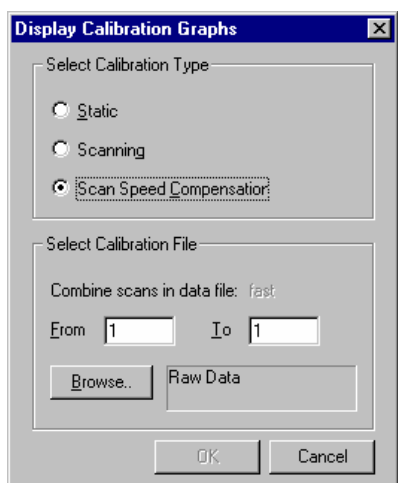 Display Calibration Graphs
Select Calibration Type
Static
Scanning
Scan Speed Compensation
Select Calibration File
Combine scans in data file: fast
From 1 To 1
Browse.. Raw Data
OK Cancel